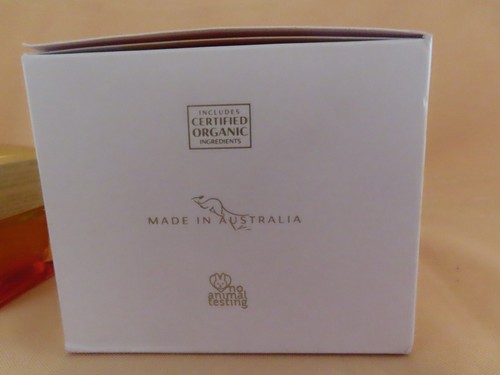 INCLUDES
CERTIFIED
ORGANIC
INGREDIENTS
MADE IN AUSTRALIA
no
animal
testing